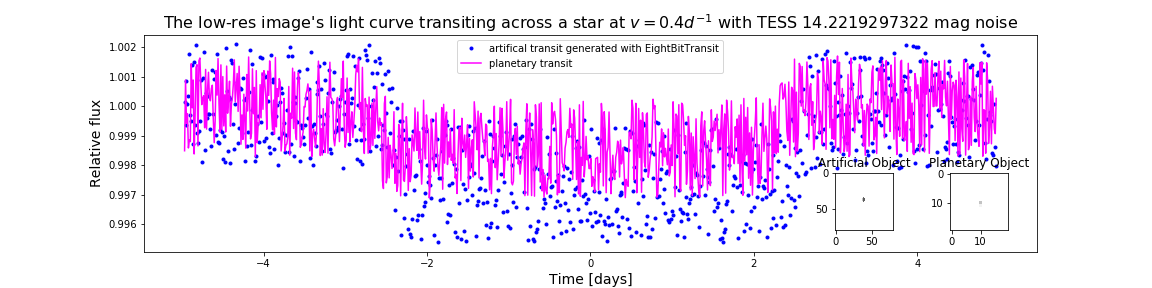 The low-res image's light curve transiting across a star at v = 0.4d⁻¹ with TESS 14.2219297322 mag noise
artifical transit generated with EightBitTransit
planetary transit
Relative flux
1.002
1.001
1.000
0.999
0.998
0.997
0.996
−4
−2
0
2
4
Time [days]
Artificial Object
0
50
0
50
Planetary Object
0
10
0
10